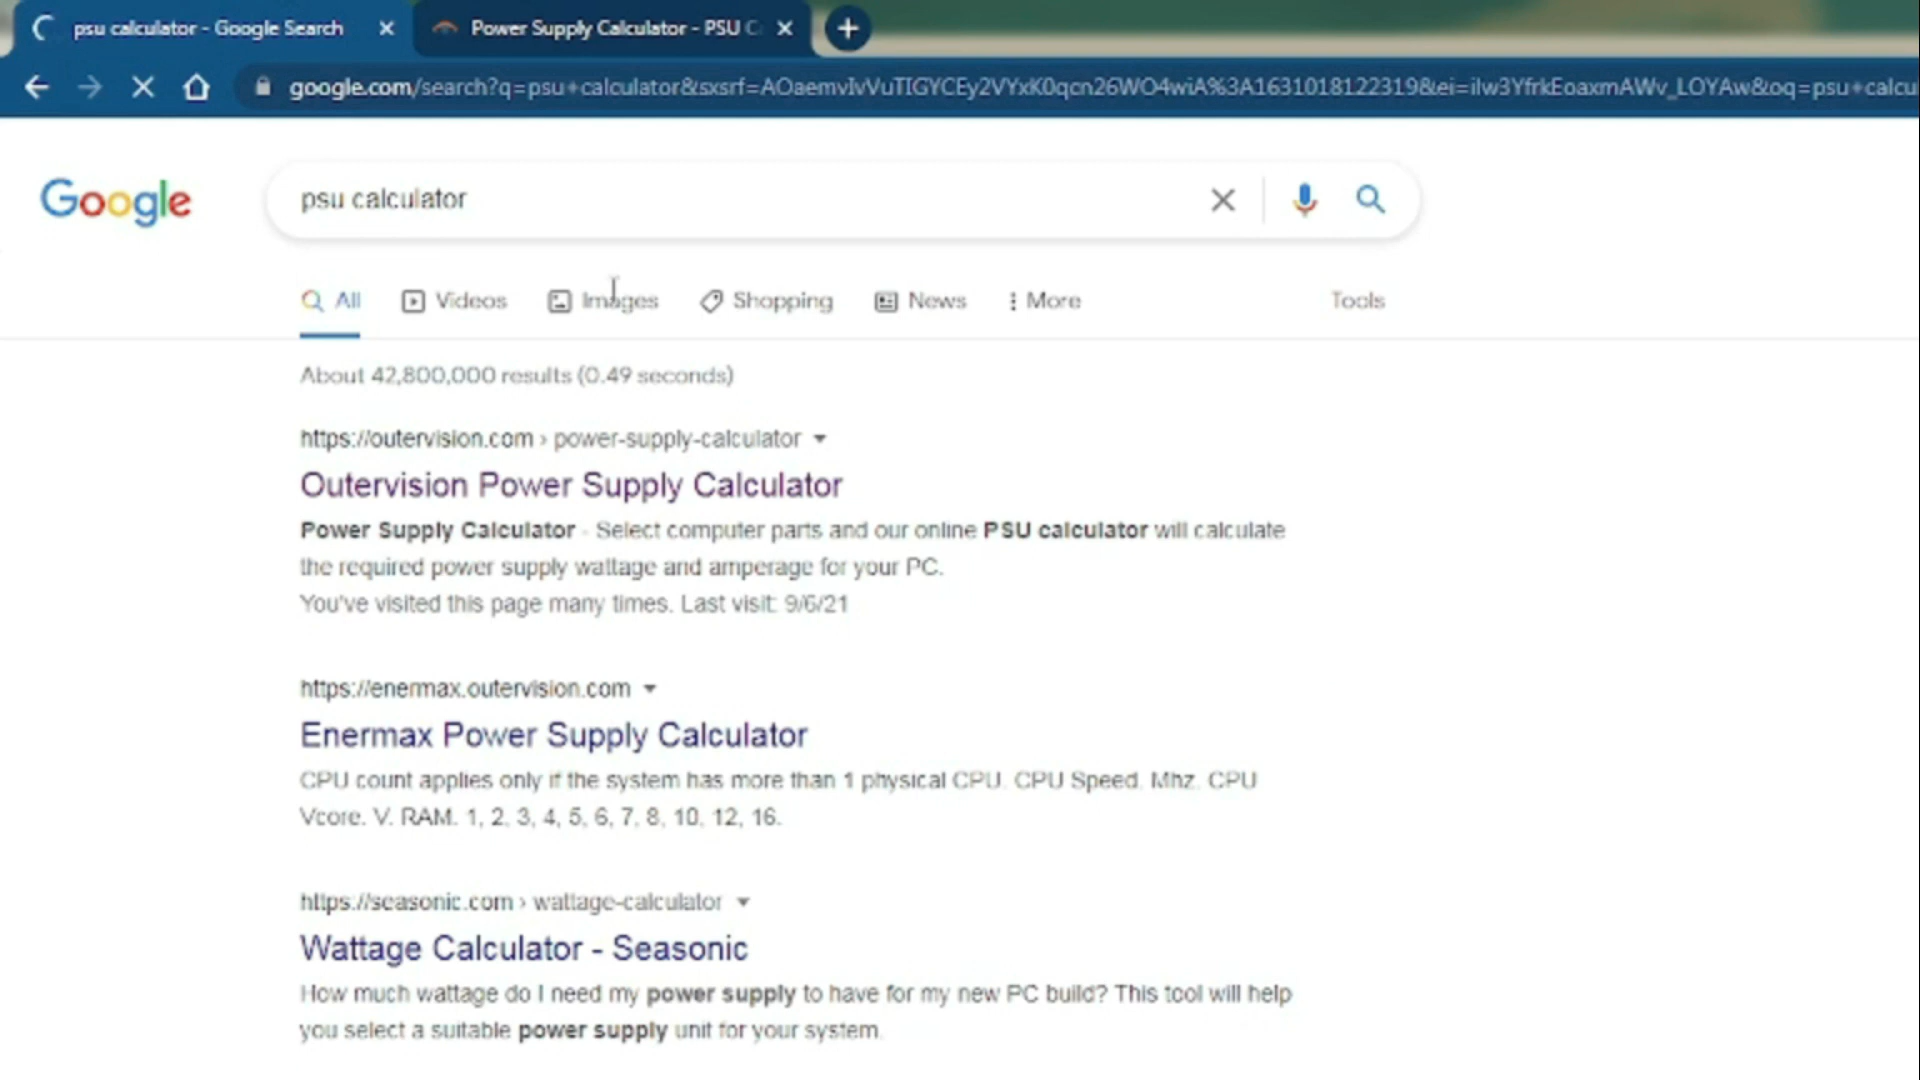 psu calculator - Google Search
Power Supply Calculator - PSU C
google.com/search?q=psu+calculator&sxsrf=AOaemvIvVuTIGYCEy2VYxK0qcn26WO4wiA%3A1631018122319&ei=ilw3YfrkEoaxmAWv_LOYAw&oq=psu+calcu
Google
psu calculator
All
Videos
Images
Shopping
News
More
Tools
About 42,800,000 results (0.49 seconds)
https://outervision.com › power-supply-calculator
Outervision Power Supply Calculator
Power Supply Calculator - Select computer parts and our online PSU calculator will calculate
the required power supply wattage and amperage for your PC.
You've visited this page many times. Last visit: 9/6/21
https://enermax.outervision.com
Enermax Power Supply Calculator
CPU count applies only if the system has more than 1 physical CPU. CPU Speed. Mhz. CPU
Vcore. V. RAM. 1, 2, 3, 4, 5, 6, 7, 8, 10, 12, 16.
https://seasonic.com › wattage-calculator
Wattage Calculator - Seasonic
How much wattage do I need my power supply to have for my new PC build? This tool will help
you select a suitable power supply unit for your system.